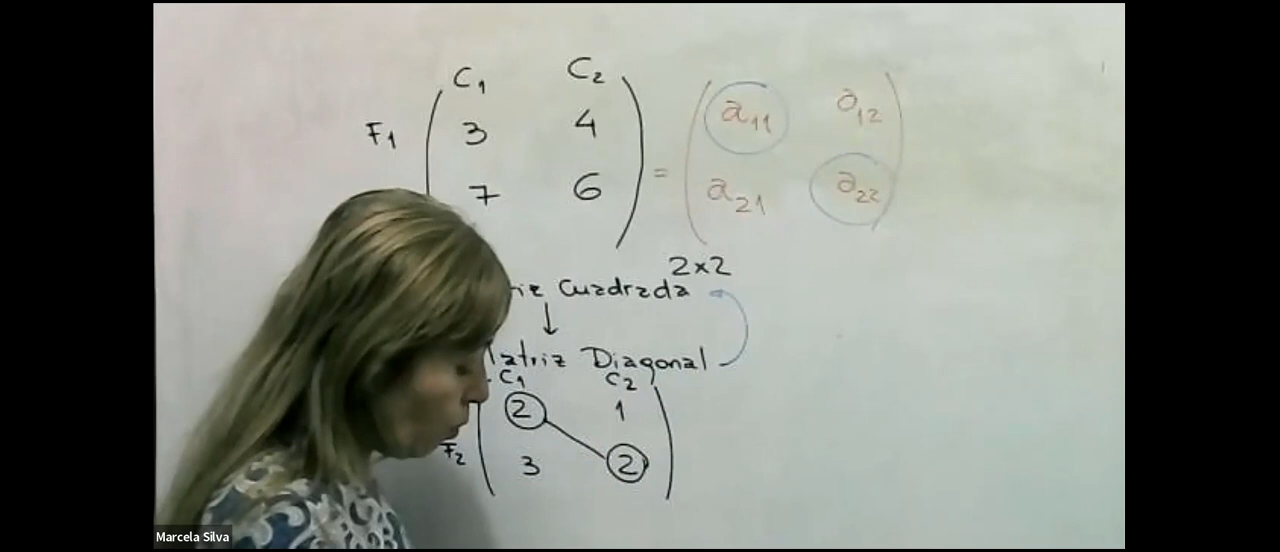 C1 C2
F1 3 4 a11 a12
7 6 = a21 a22
2x2
Cuadrada
↓
Matriz Diagonal
C1 C2
2 1
F2 3 2
Marcela Silva